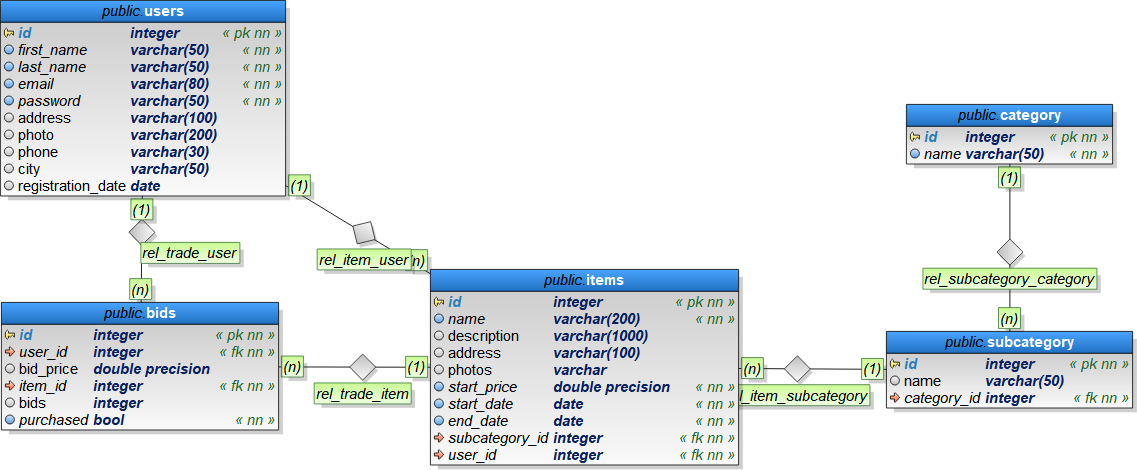 public.users
id integer « pk nn »
first_name varchar(50) « nn »
last_name varchar(50) « nn »
email varchar(80) « nn »
password varchar(50) « nn »
address varchar(100)
photo varchar(200)
phone varchar(30)
city varchar(50)
registration_date date
(1)
(1)
rel_trade_user
(n)
rel_item_user
(n)
public.category
id integer « pk nn »
name varchar(50) « nn »
(1)
rel_subcategory_category
(n)
public.bids
id integer « pk nn »
user_id integer « fk nn »
bid_price double precision
item_id integer « fk nn »
bids integer
purchased bool « nn »
(n)
(1)
rel_trade_item
public.items
id integer « pk nn »
name varchar(200) « nn »
description varchar(1000)
address varchar(100)
photos varchar
start_price double precision « nn »
start_date date « nn »
end_date date « nn »
subcategory_id integer « fk nn »
user_id integer « fk nn »
(n)
(1)
l_item_subcategory
public.subcategory
id integer « pk nn »
name varchar(50)
category_id integer « fk nn »